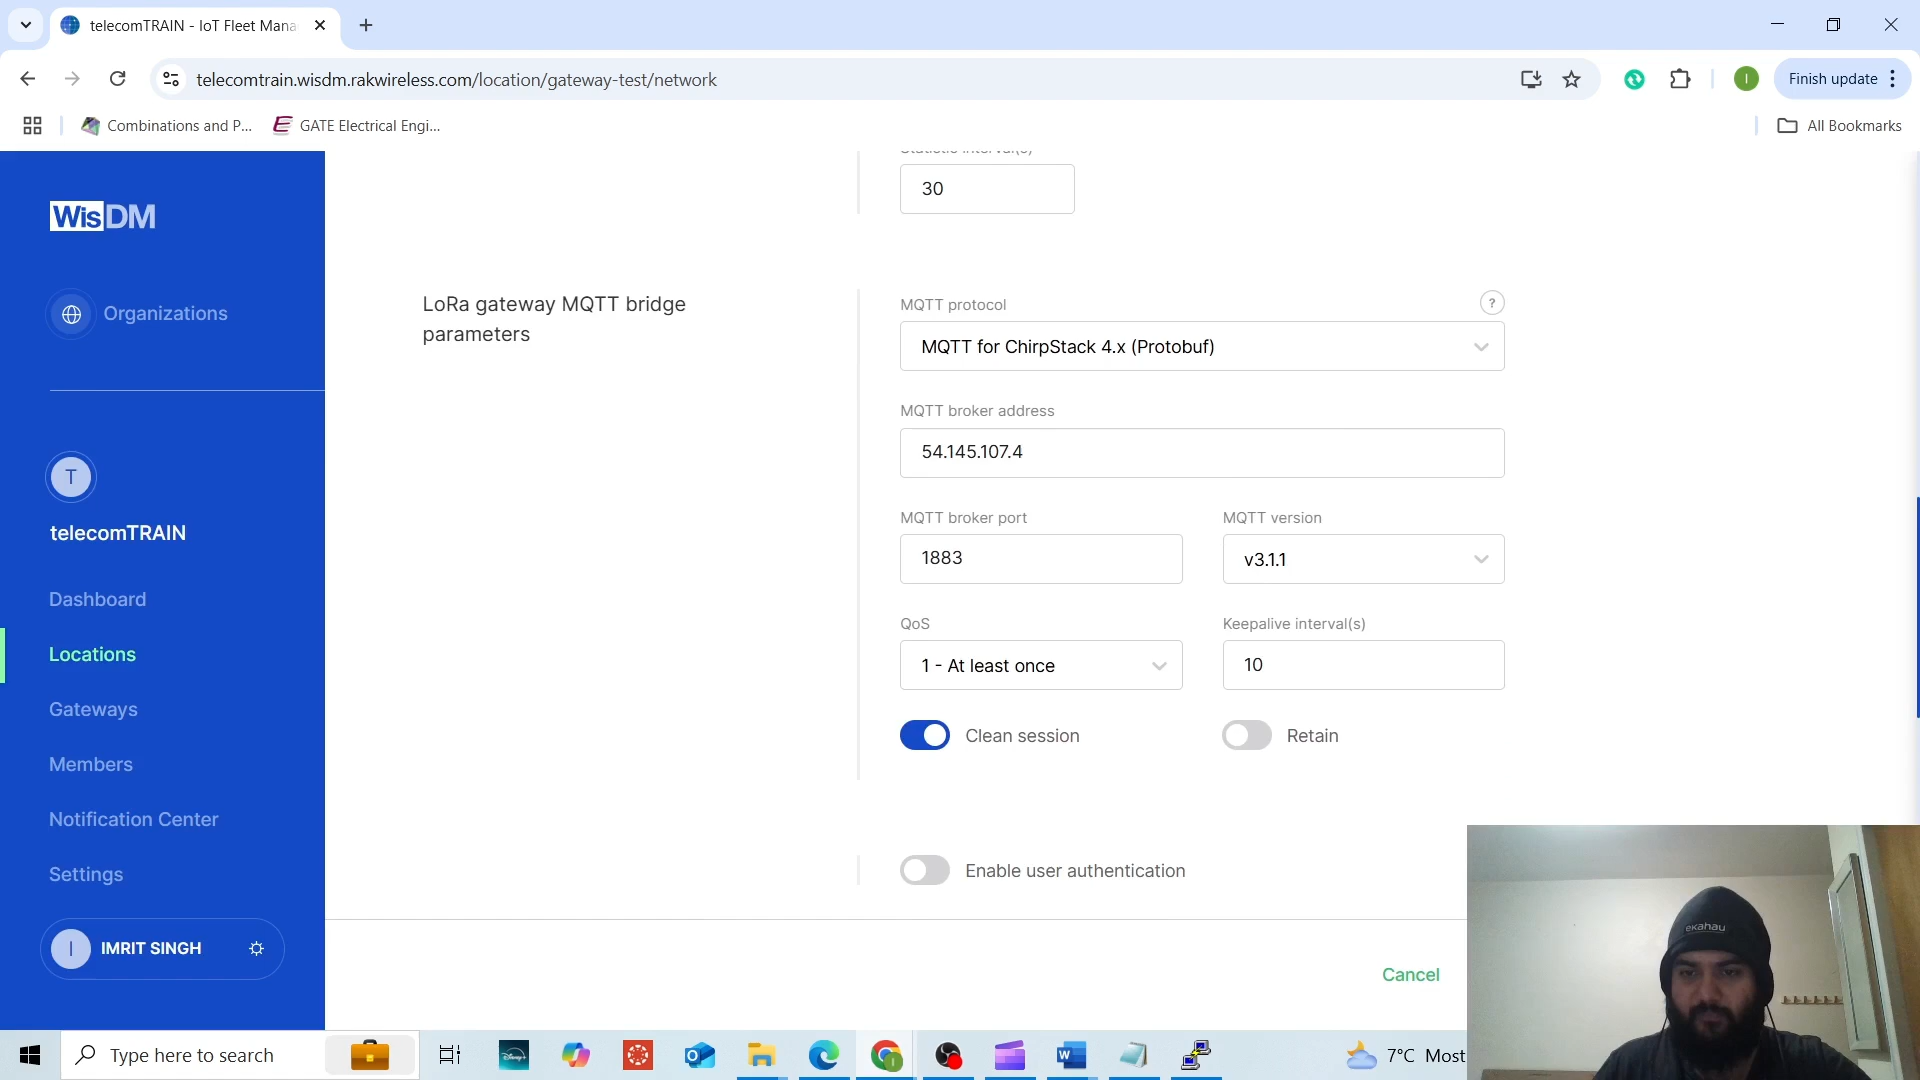 telecomTRAIN - IoT Fleet Mana
telecomtrain.wisdm.rakwireless.com/location/gateway-test/network
I
Finish update
Combinations and P...
GATE Electrical Engi...
All Bookmarks
WisDM
Organizations
T
telecomTRAIN
Dashboard
Locations
Gateways
Members
Notification Center
Settings
I
IMRIT SINGH
Statistic interval(s)
30
LoRa gateway MQTT bridge
parameters
MQTT protocol
?
MQTT for ChirpStack 4.x (Protobuf)
MQTT broker address
54.145.107.4
MQTT broker port
MQTT version
1883
v3.1.1
QoS
Keepalive interval(s)
1 - At least once
10
Clean session
Retain
Enable user authentication
Cancel
ekahau
Type here to search
7°C Most